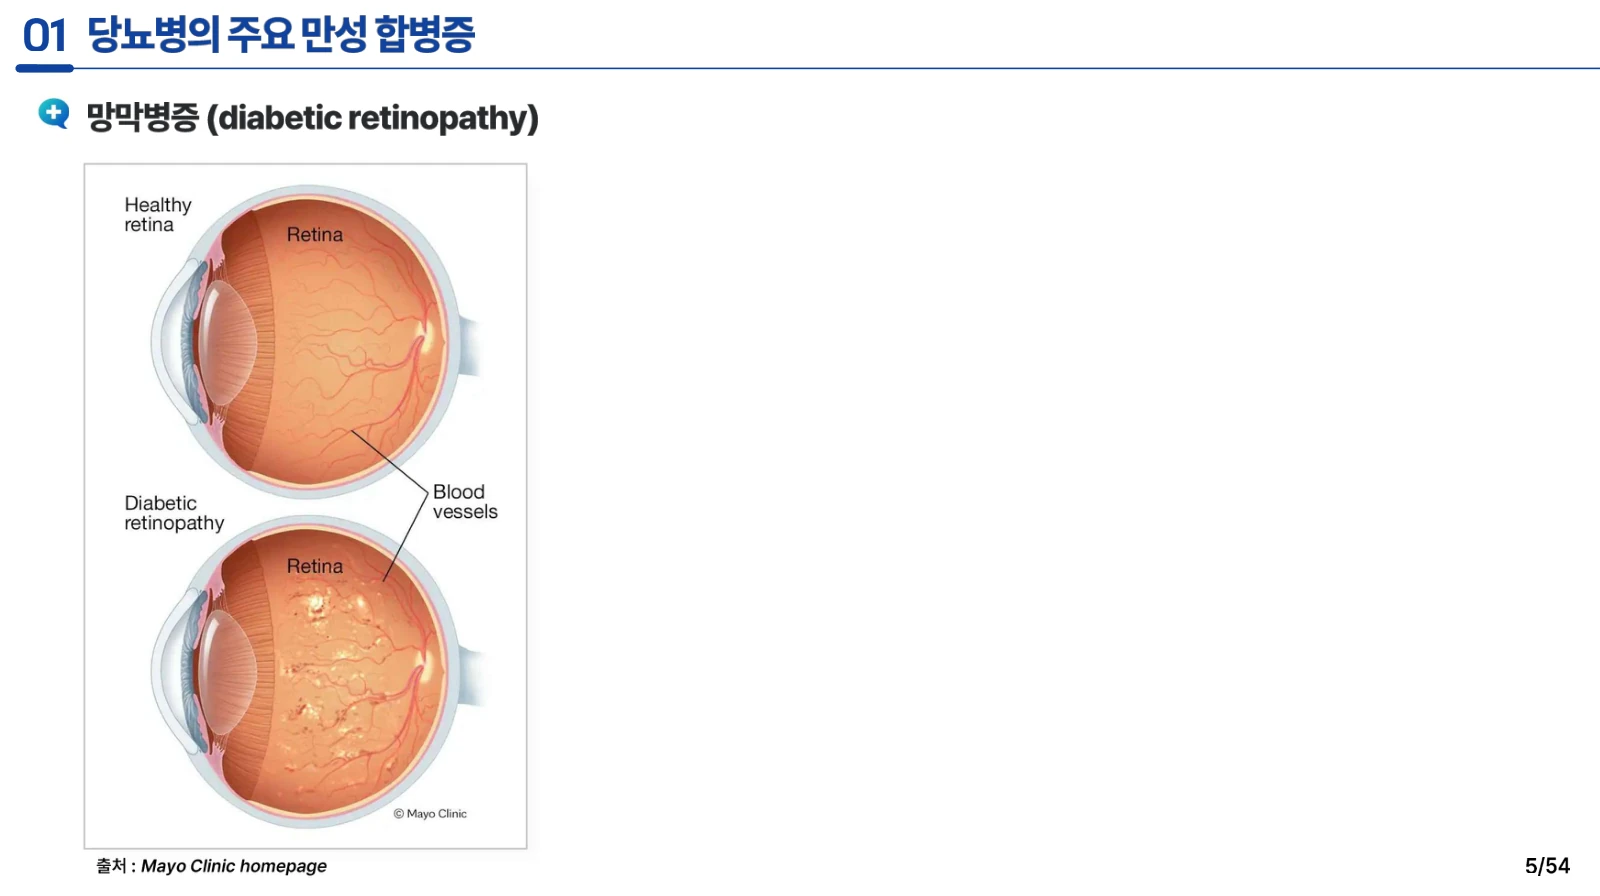 01 당뇨병의 주요 만성 합병증
망막병증 (diabetic retinopathy)
Healthy
retina
Retina
Blood
vessels
Diabetic
retinopathy
Retina
© Mayo Clinic
출처 : Mayo Clinic homepage
5/54